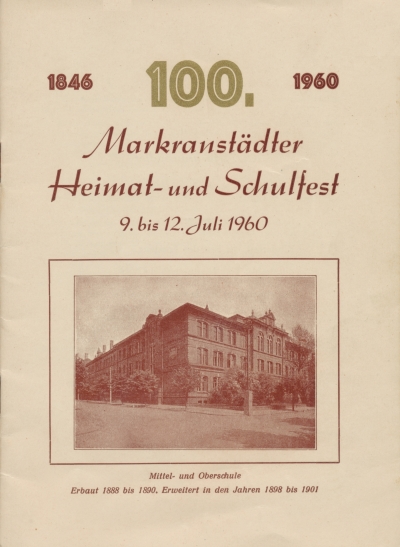 1846 100. 1960
Markranstädter
Heimat- und Schulfest
9. bis 12. Juli 1960
Mittel- und Oberschule
Erbaut 1888 bis 1890, Erweitert in den Jahren 1898 bis 1901